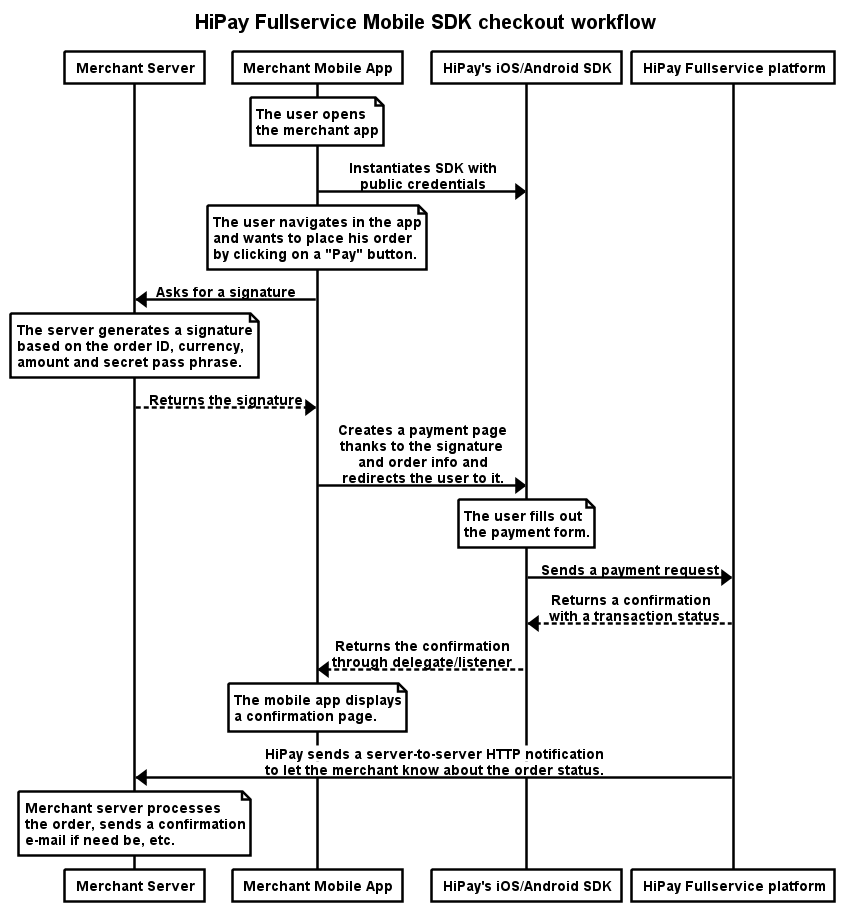 HiPay Fullservice Mobile SDK checkout workflow
Merchant Server
Merchant Mobile App
HiPay's iOS/Android SDK
HiPay Fullservice platform
The user opens
the merchant app
Instantiates SDK with
public credentials
The user navigates in the app
and wants to place his order
by clicking on a "Pay" button.
Asks for a signature
The server generates a signature
based on the order ID, currency,
amount and secret pass phrase.
Returns the signature
Creates a payment page
thanks to the signature
and order info and
redirects the user to it.
The user fills out
the payment form.
Sends a payment request
Returns a confirmation
with a transaction status
Returns the confirmation
through delegate/listener
The mobile app displays
a confirmation page.
HiPay sends a server-to-server HTTP notification
to let the merchant know about the order status.
Merchant server processes
the order, sends a confirmation
e-mail if need be, etc.
Merchant Server
Merchant Mobile App
HiPay's iOS/Android SDK
HiPay Fullservice platform